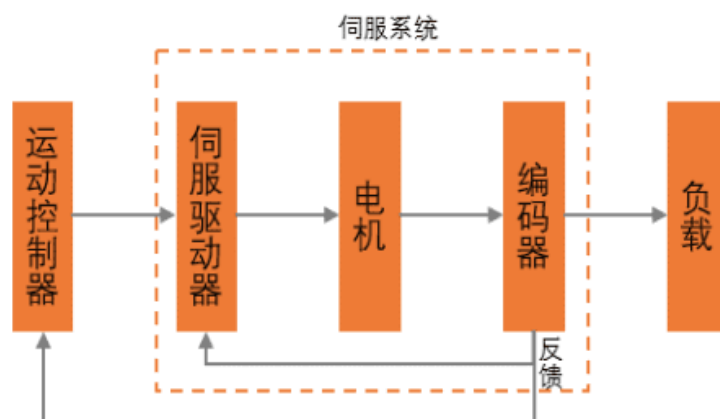 伺服系统
运动控制器
伺服驱动器
电机
编码器
负载
反馈